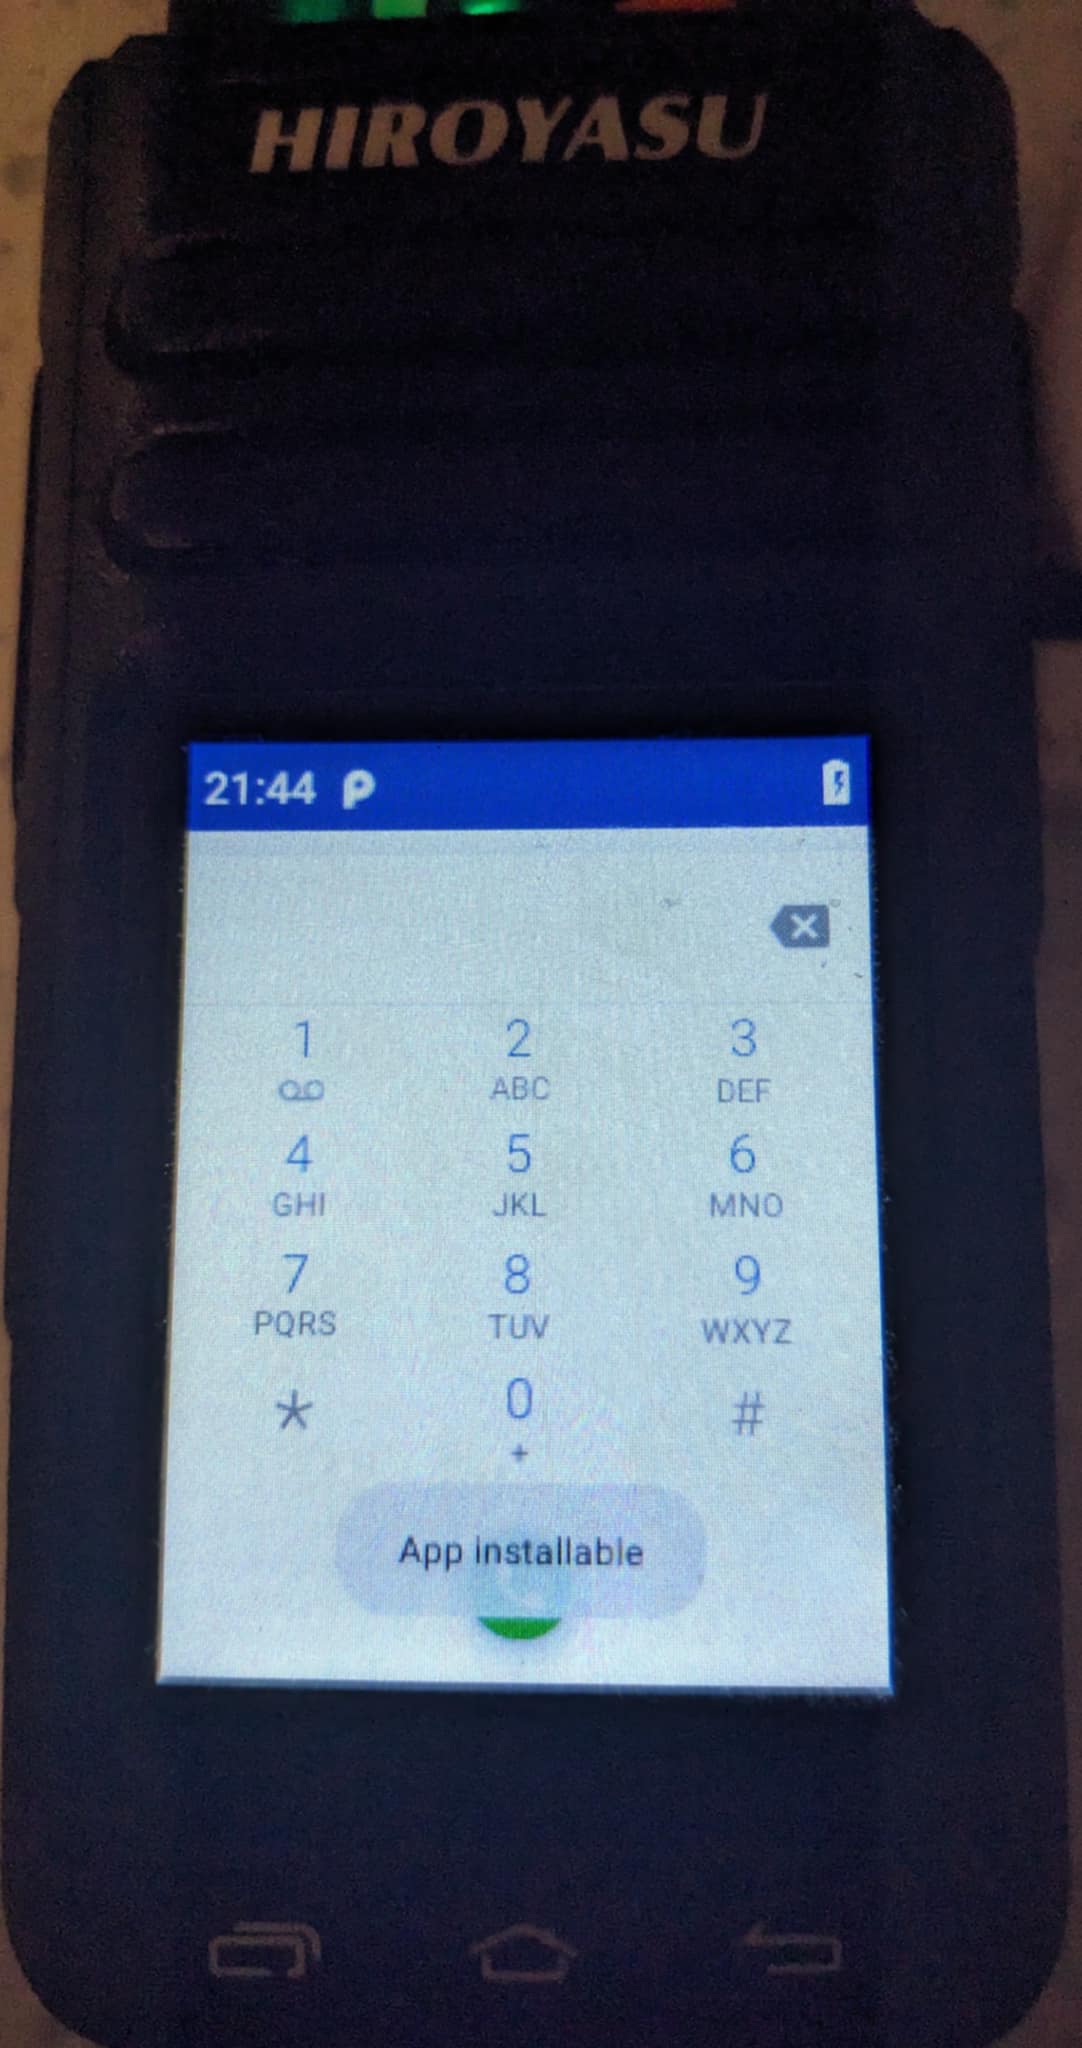 HIROYASU
21:44
1 2 3
ABC DEF
4 5 6
GHI JKL MNO
7 8 9
PQRS TUV WXYZ
* 0 #
+
App installable